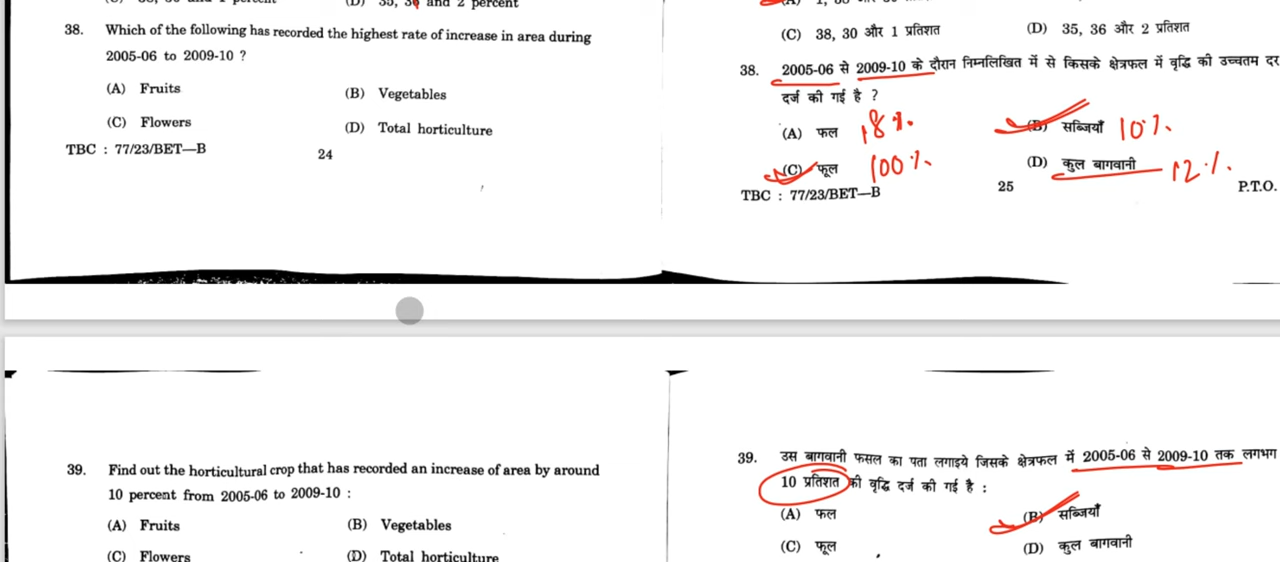 (D) 35, 36 and 2 percent
38. Which of the following has recorded the highest rate of increase in area during
2005-06 to 2009-10 ?
(A) Fruits
(B) Vegetables
(C) Flowers
(D) Total horticulture
TBC : 77/23/BET—B
24
(C) 38, 30 और 1 प्रतिशत
(D) 35, 36 और 2 प्रतिशत
38. 2005-06 से 2009-10 के दौरान निम्नलिखित में से किसके क्षेत्रफल में वृद्धि की उच्चतम दर
दर्ज की गई है ?
(A) फल 18%
(B) सब्जियाँ 10%
(C) फूल 100%
(D) कुल बागवानी 12%
TBC : 77/23/BET—B
25
P.T.O.
39. Find out the horticultural crop that has recorded an increase of area by around
10 percent from 2005-06 to 2009-10 :
(A) Fruits
(B) Vegetables
(C) Flowers
(D) Total horticulture
39. उस बागवानी फसल का पता लगाइये जिसके क्षेत्रफल में 2005-06 से 2009-10 तक लगभग
10 प्रतिशत की वृद्धि दर्ज की गई है :
(A) फल
(B) सब्जियाँ
(C) फूल
(D) कुल बागवानी